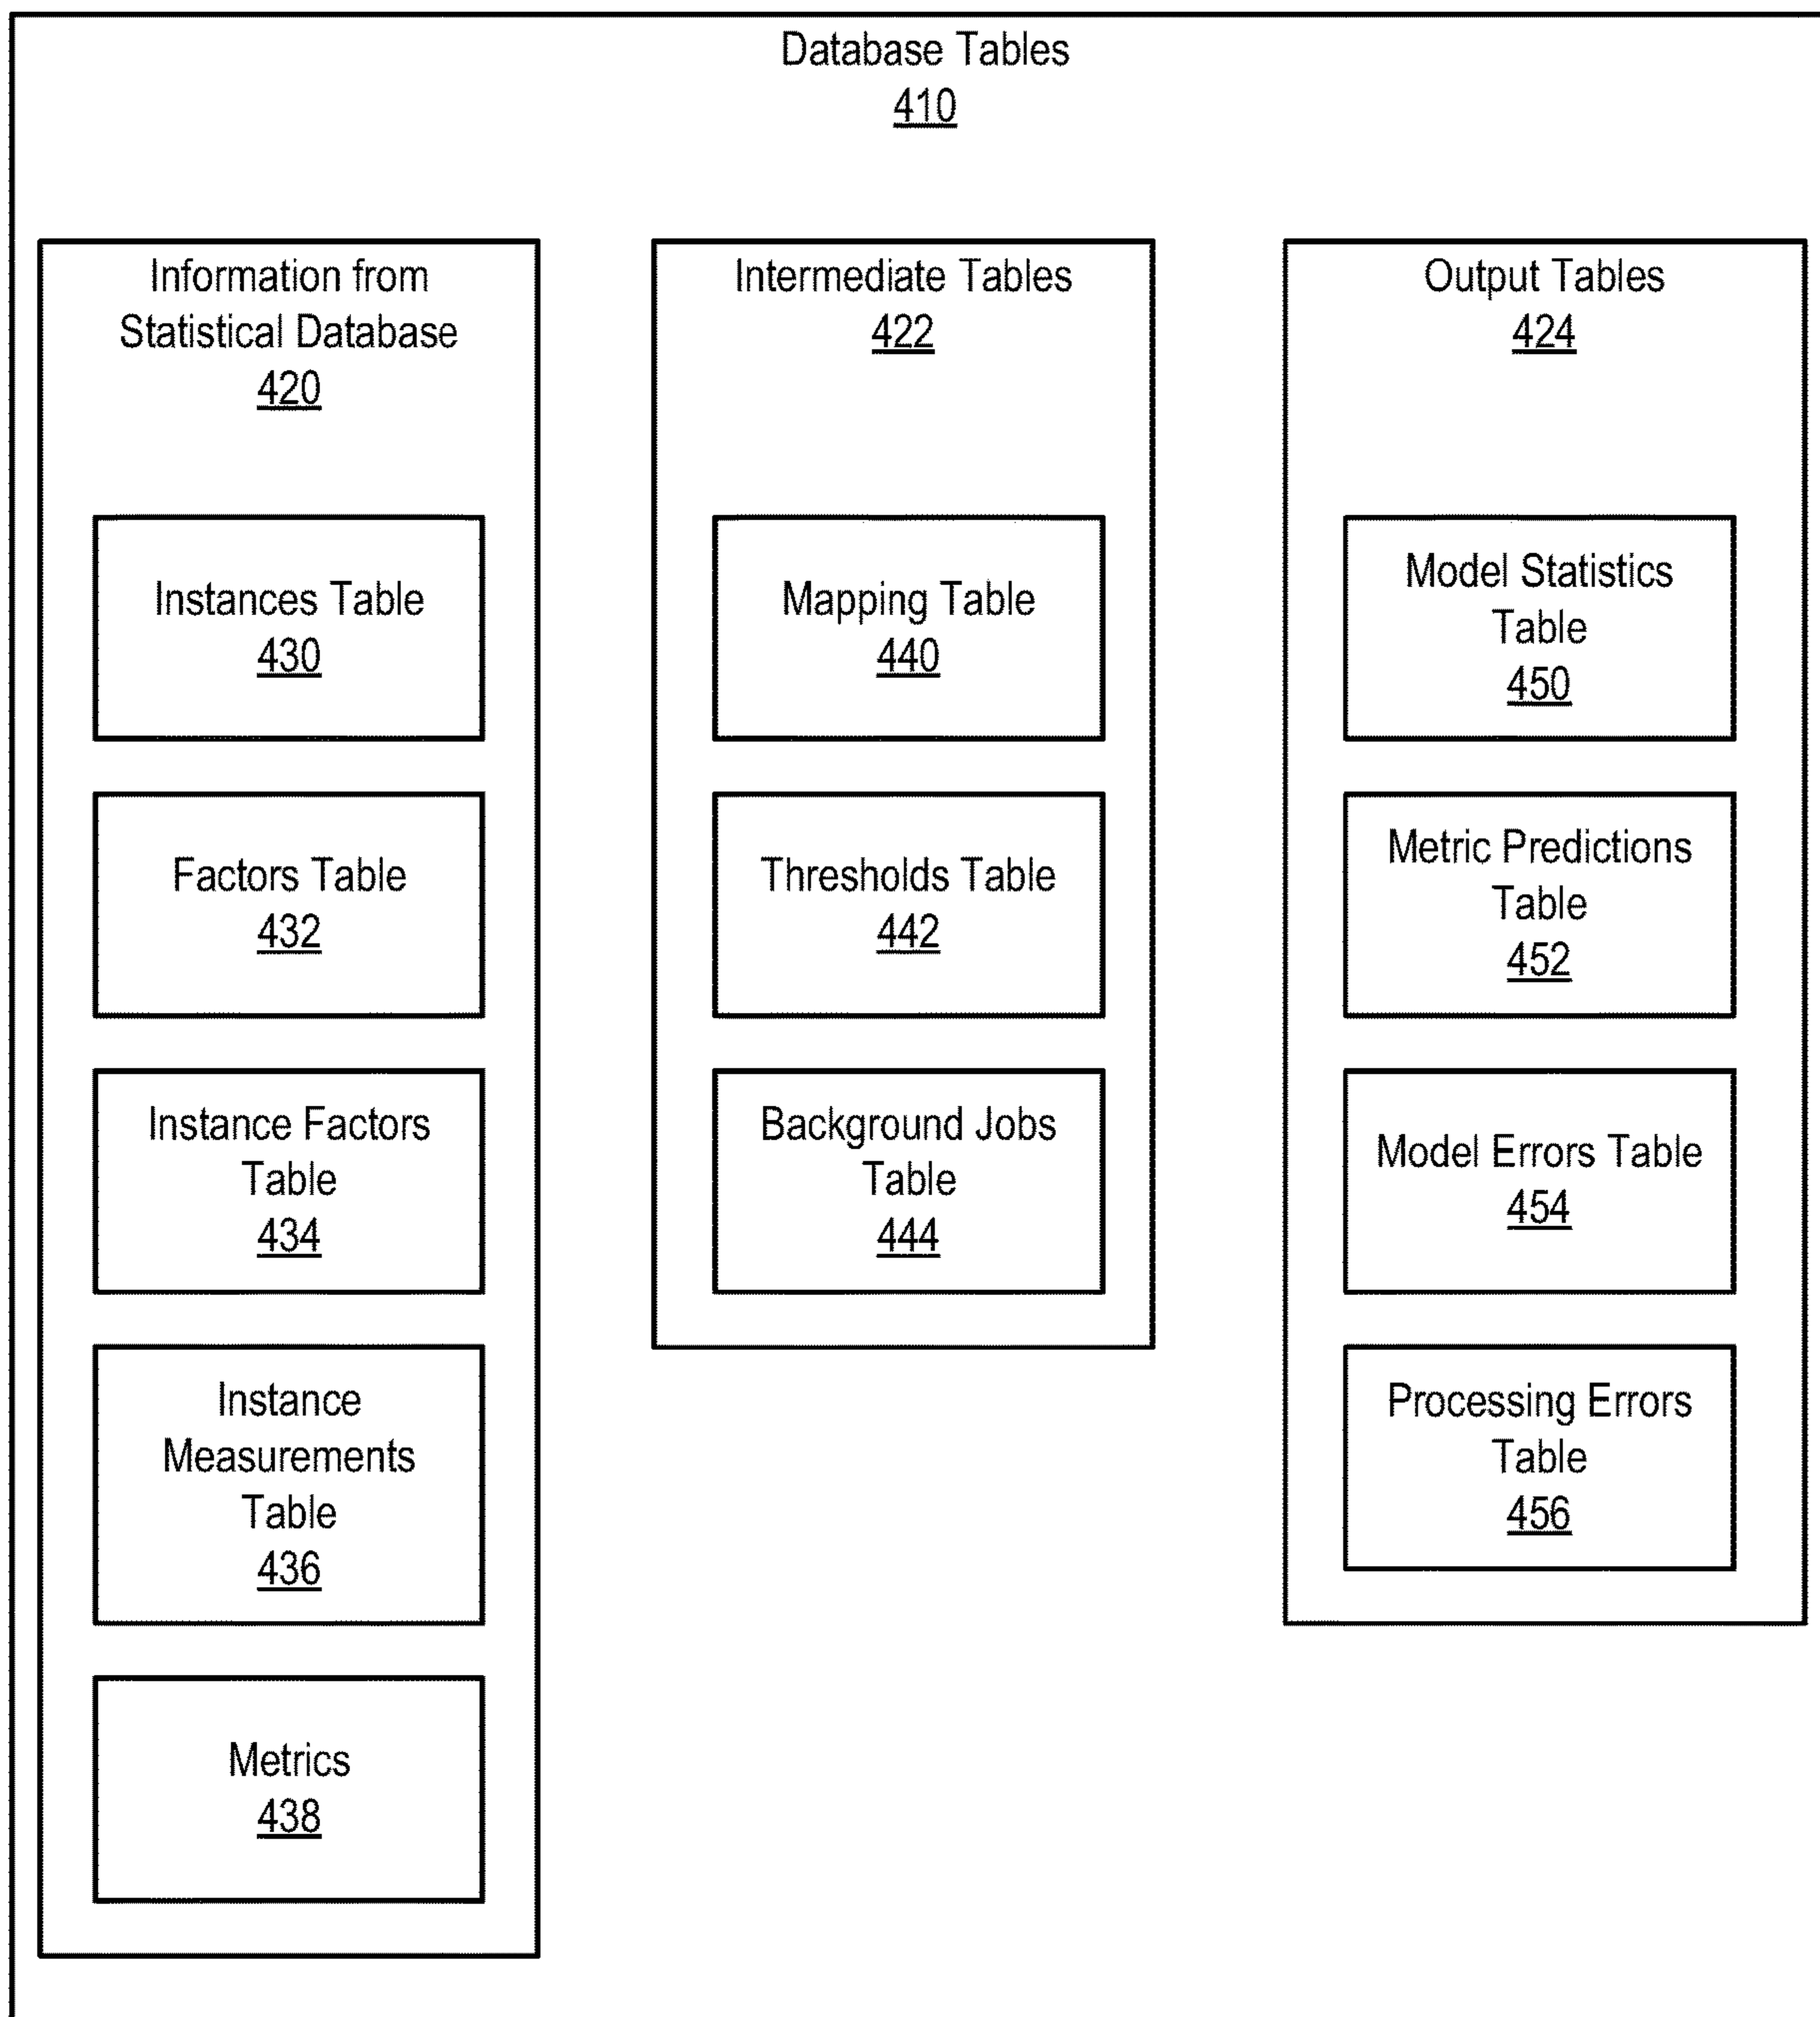 Database Tables
410
Information from
Statistical Database
420
Instances Table
430
Factors Table
432
Instance Factors
Table
434
Instance
Measurements
Table
436
Metrics
438
Intermediate Tables
422
Mapping Table
440
Thresholds Table
442
Background Jobs
Table
444
Output Tables
424
Model Statistics
Table
450
Metric Predictions
Table
452
Model Errors Table
454
Processing Errors
Table
456